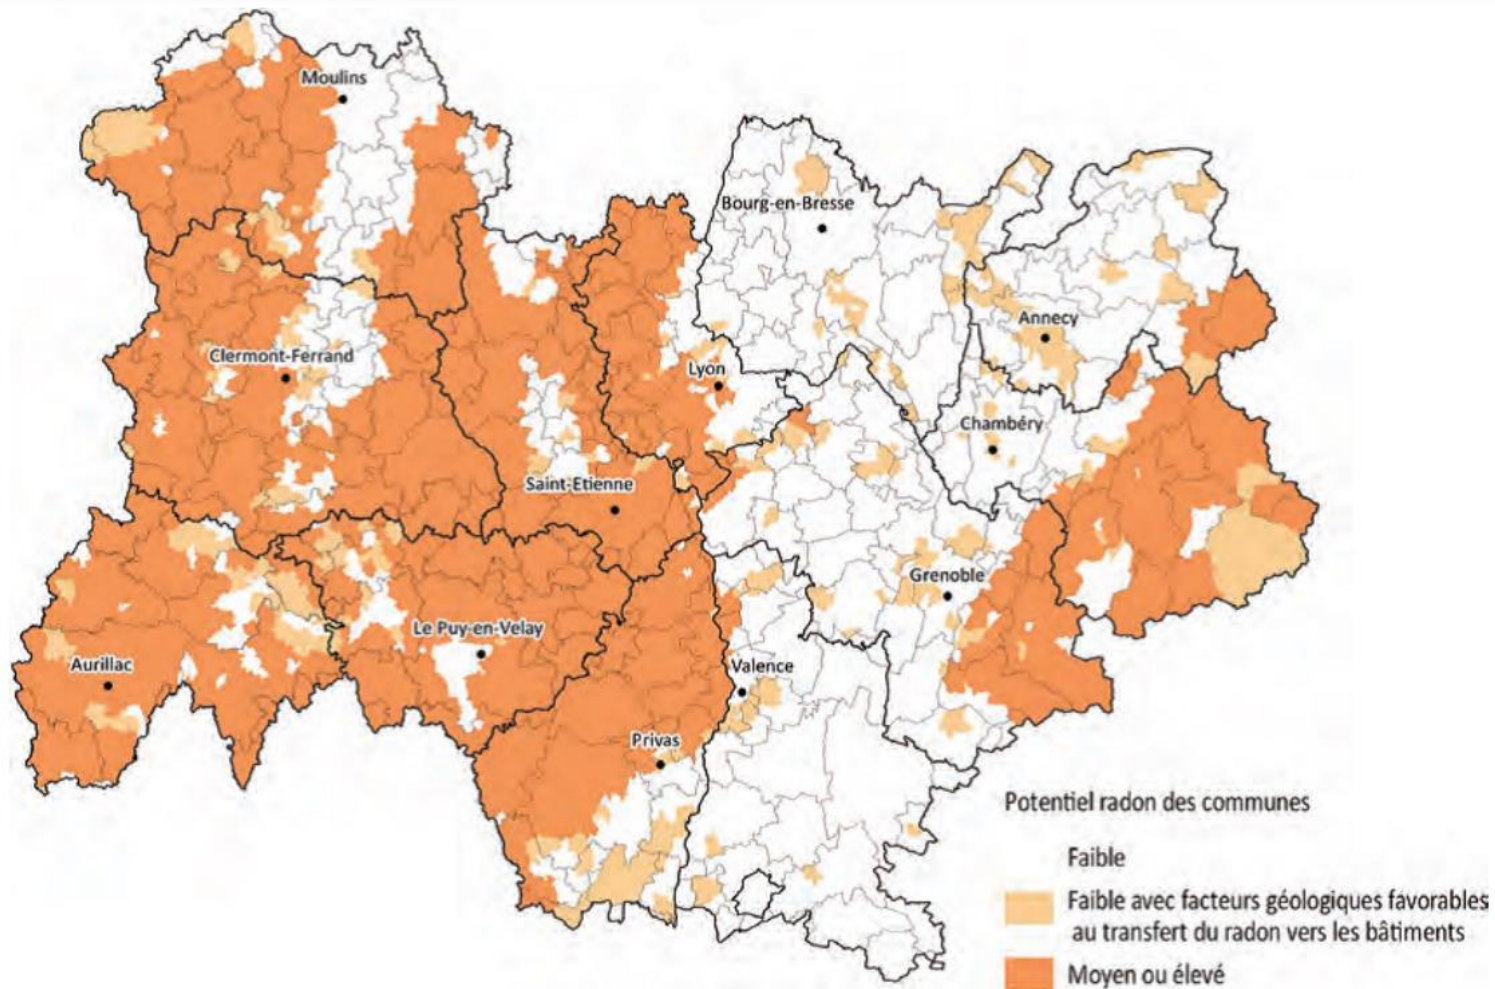 Moulins
Bourg-en-Bresse
Annecy
Clermont-Ferrand
Lyon
Chambéry
Saint-Etienne
Grenoble
Le Puy-en-Velay
Aurillac
Valence
Privas
Potentiel radon des communes
Faible
Faible avec facteurs géologiques favorables
au transfert du radon vers les bâtiments
Moyen ou élevé